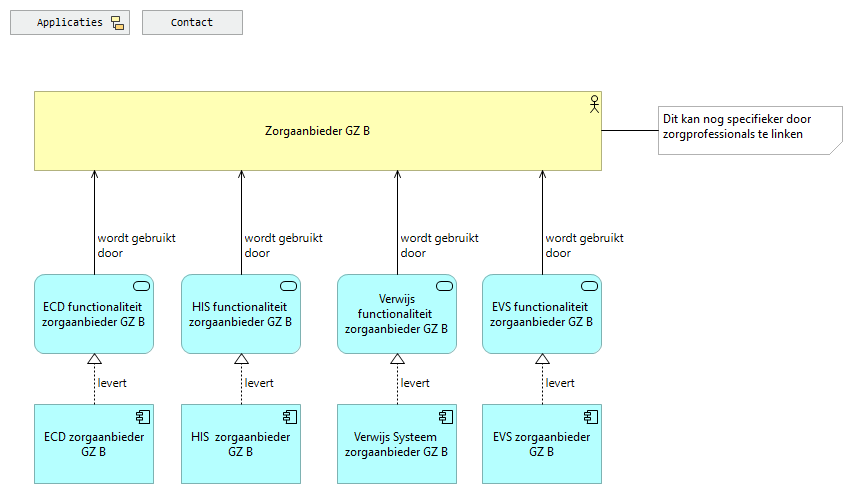 Applicaties
Contact
Zorgaanbieder GZ B
Dit kan nog specifieker door
zorgprofessionals te linken
wordt gebruikt
door
wordt gebruikt
door
wordt gebruikt
door
wordt gebruikt
door
ECD functionaliteit
zorgaanbieder GZ B
HIS functionaliteit
zorgaanbieder GZ B
Verwijs
functionaliteit
zorgaanbieder GZ B
EVS functionaliteit
zorgaanbieder GZ B
levert
levert
levert
levert
ECD zorgaanbieder
GZ B
HIS  zorgaanbieder
GZ B
Verwijs Systeem
zorgaanbieder GZ B
EVS zorgaanbieder
GZ B